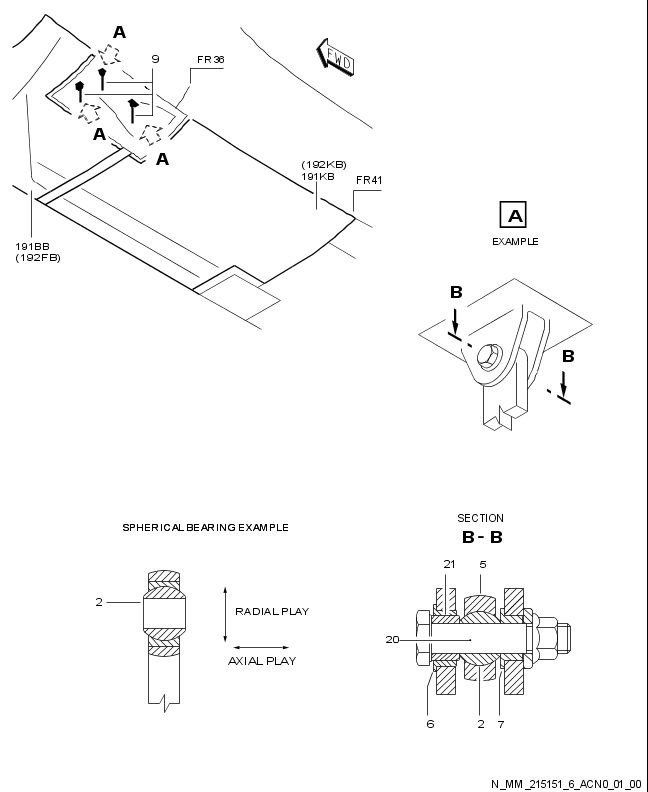 A
9
FR36
FWD
A
A
(192KB)
191KB
FR41
191BB
(192FB)
A
EXAMPLE
B
B
SPHERICAL BEARING EXAMPLE
2
RADIAL PLAY
AXIAL PLAY
SECTION
B - B
21
5
20
6
2
7
N_MM_215151_6_ACN0_01_00